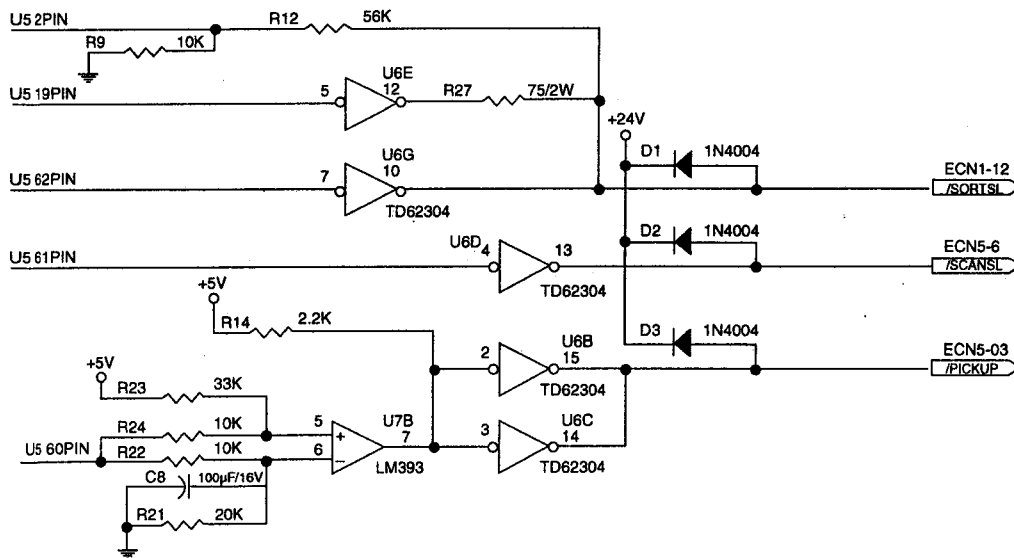 U5 2PIN
R12 56K
R9 10K
U5 19PIN
5 U6E 12 R27 75/2W
+24V
D1 1N4004
U6G
U5 62PIN 7 10
TD62304
ECN1-12
/SORTSL
D2 1N4004
U5 61PIN U6D 4 13
TD62304
ECN5-6
/SCANSL
+5V
R14 2.2K
D3 1N4004
2 U6B 15
TD62304
ECN5-03
/PICKUP
+5V
R23 33K
R24 10K 5 + U7B 7
U5 60PIN R22 10K 6 −
LM393
3 U6C 14
TD62304
C8 100µF/16V
R21 20K